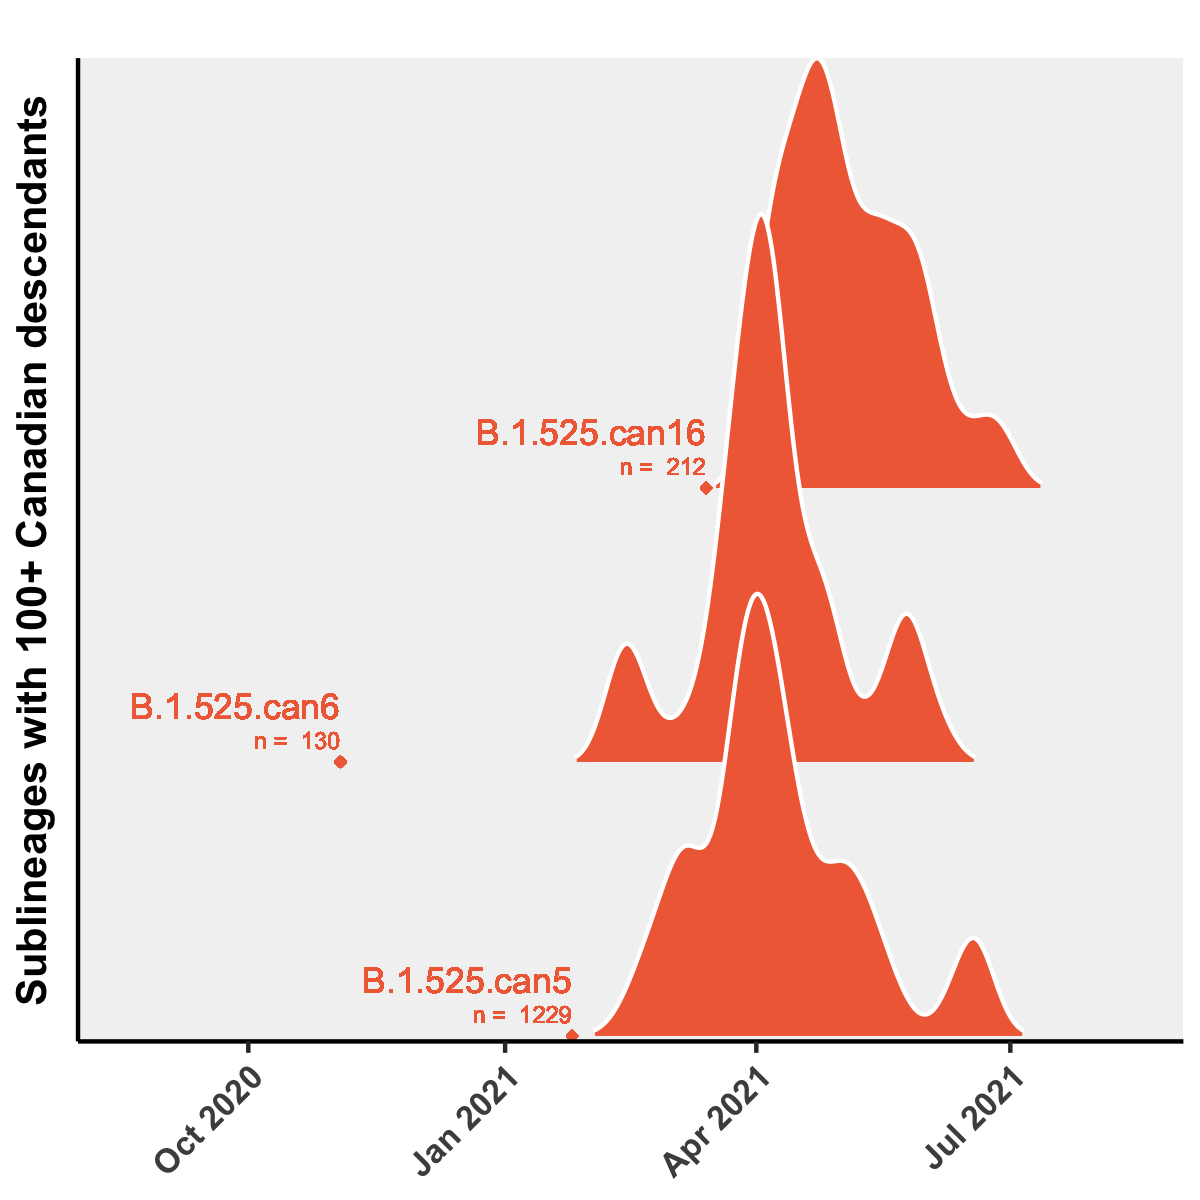 Sublineages with 100+ Canadian descendants
B.1.525.can16
n = 212
B.1.525.can6
n = 130
B.1.525.can5
n = 1229
Oct 2020
Jan 2021
Apr 2021
Jul 2021